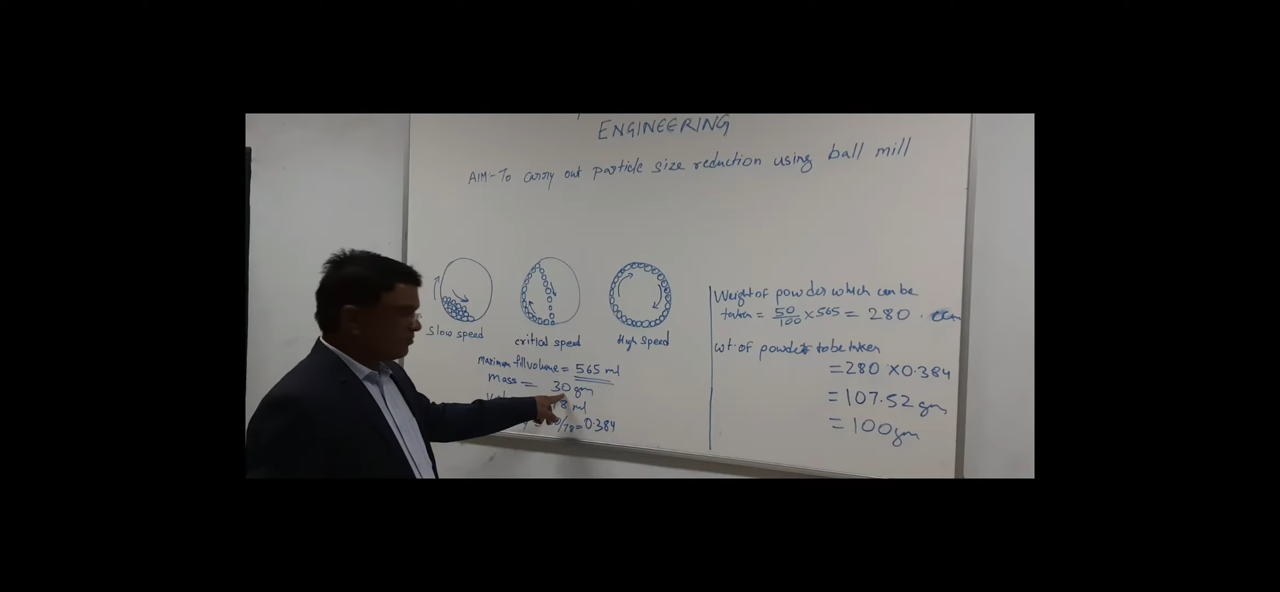 ENGINEERING
AIM:- To carry out particle size reduction using ball mill
Slow speed
critical speed
High speed
Maximum fill volume = 565 ml
Mass = 30 gm
8 ml
/78 = 0.384
Weight of powder which can be
taken = 50/100 x 565 = 280 .
wt. of powder to be taken
= 280 x 0.384
= 107.52 gm
= 100 gm